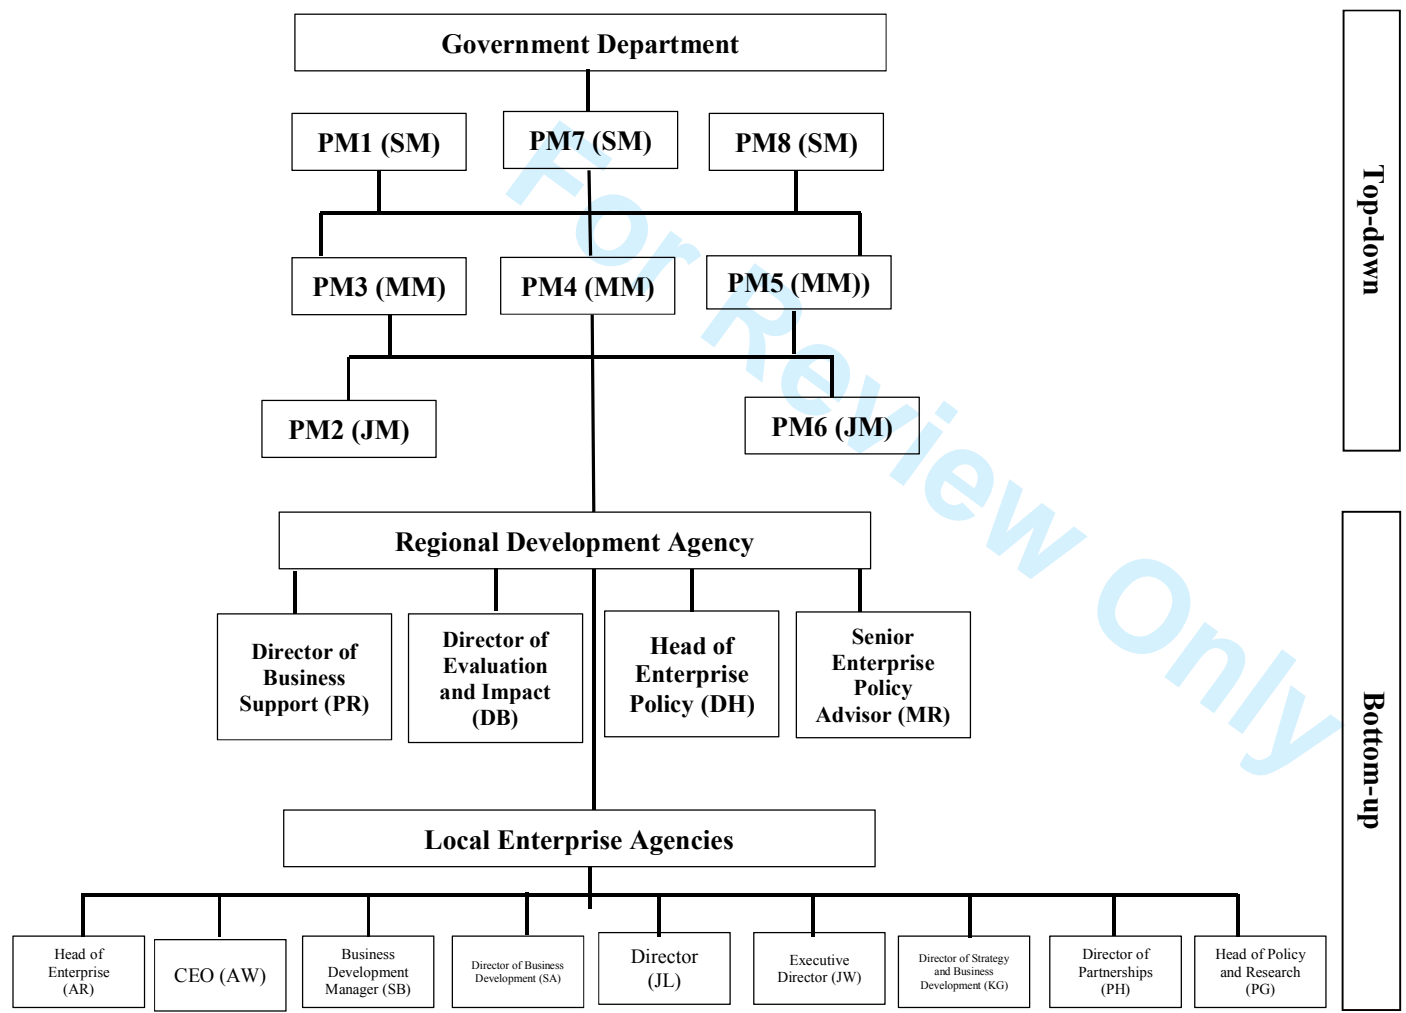 Government Department
PM1 (SM)
PM7 (SM)
PM8 (SM)
PM3 (MM)
PM4 (MM)
PM5 (MM))
PM2 (JM)
PM6 (JM)
Top-down
Regional Development Agency
Director of
Business
Support (PR)
Director of
Evaluation
and Impact
(DB)
Head of
Enterprise
Policy (DH)
Senior
Enterprise
Policy
Advisor (MR)
Local Enterprise Agencies
Head of
Enterprise
(AR)
CEO (AW)
Business
Development
Manager (SB)
Director of Business
Development (SA)
Director
(JL)
Executive
Director (JW)
Director of Strategy
and Business
Development (KG)
Director of
Partnerships
(PH)
Head of Policy
and Research
(PG)
Bottom-up
For Review Only